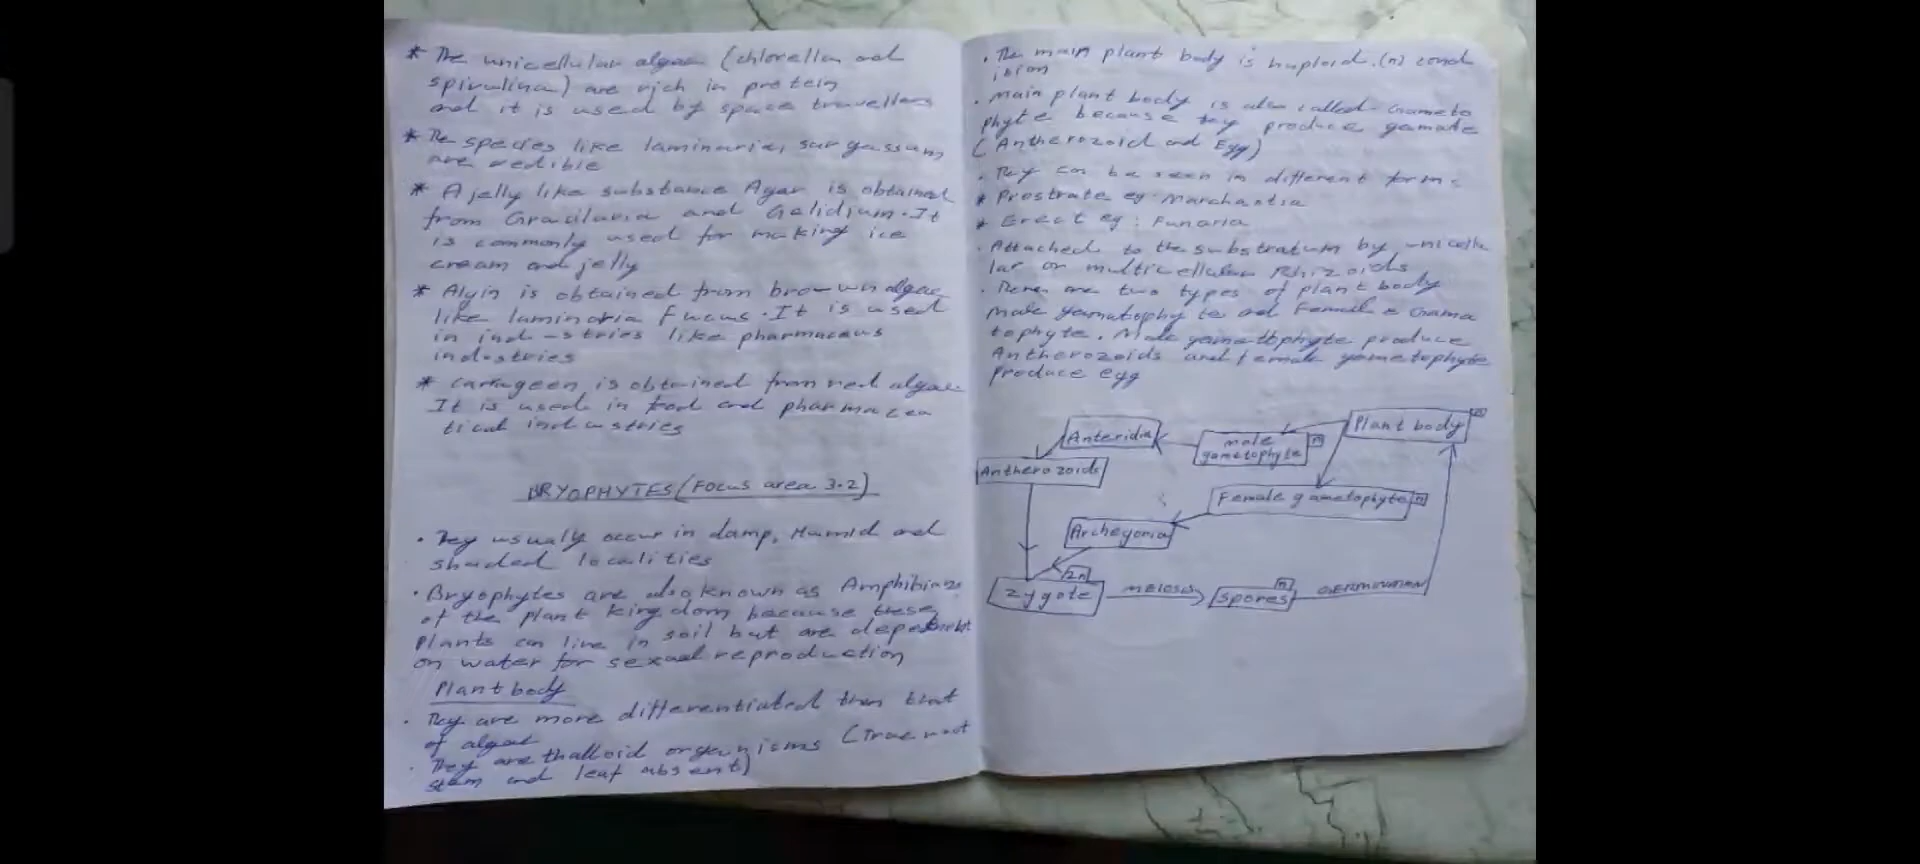 * The unicellular algae (chlorella and
spirulina) are rich in protein
and it is used by space travellers
* The species like laminaria, sargassum
are edible
* A jelly like substance Agar is obtained
from Gracilaria and Gelidium. It
is commonly used for making ice
cream and jelly
* Algin is obtained from brown algae
like laminaria Fucus. It is used
in ind-stries like pharmaceus
industries
* carrageen is obtained from red algae.
It is used in food and pharmaceu
tical industries
BRYOPHYTES (Focus area 3.2)
• They usualy occur in damp, Humid and
shaded localities
• Bryophytes are also known as Amphibians
of the plant kingdom because these
plants can live in soil but are dependent
on water for sexual reproduction
Plant body
• They are more differentiated then that
of algae
• They are thalloid organisms (True root
stem and leaf absent)
• The main plant body is haploid. (n) cond
ition
• main plant body is also called Gameto
phyte because they produce gamate
(Antherozoid and Egg)
• They can be seen in different forms
* Prostrate eg: Marchantia
* Erect eg: Funaria
• Attached to the substratum by unicellu
lar or multicellular Rhizoids
• There are two types of plant body
male gamatophyte and Female Gama
tophyte. Male gametophyte produce
Antherozoids and female gametophyte
produce egg
Plant body n
male gametophyte n
Anteridia
Antherozoids
Female gametophyte n
Archegonia
2n
zygote
MEIOSIS
spores n
GERMINATION